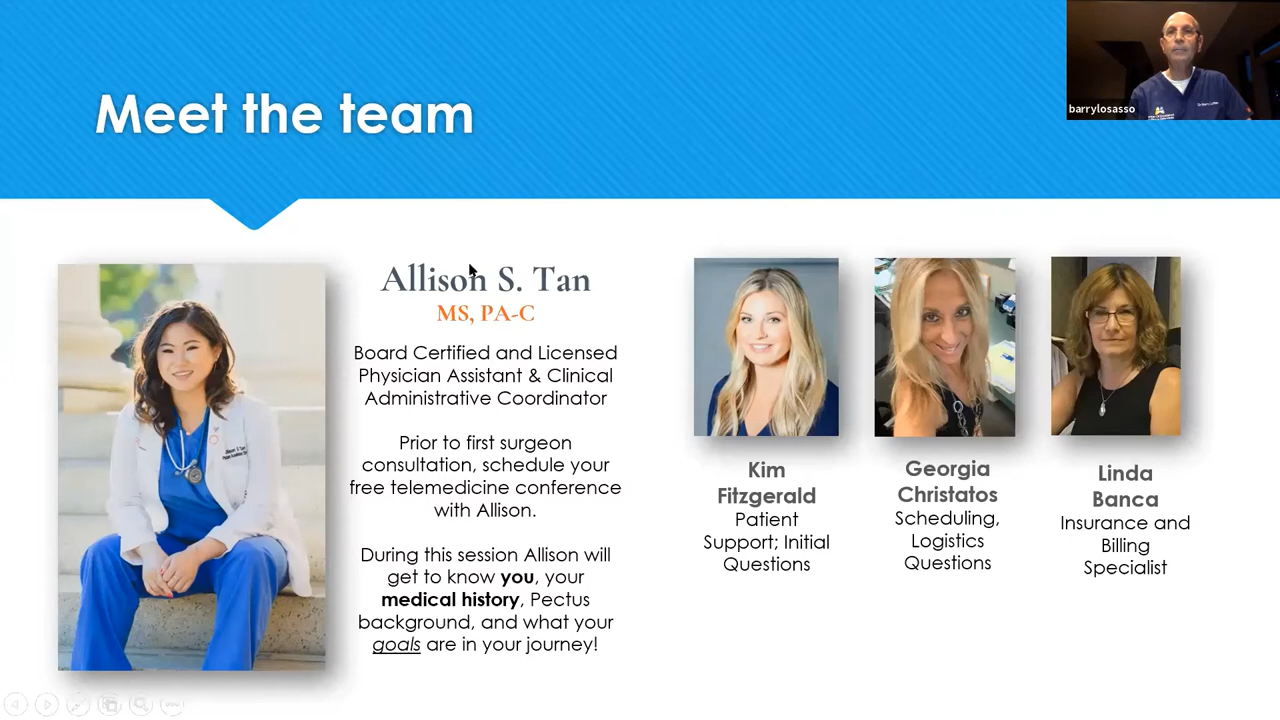 Meet the team
barrylosasso
Allison S. Tan
MS, PA-C
Board Certified and Licensed
Physician Assistant & Clinical
Administrative Coordinator
Prior to first surgeon
consultation, schedule your
free telemedicine conference
with Allison.
During this session Allison will
get to know you, your
medical history, Pectus
background, and what your
goals are in your journey!
Kim
Fitzgerald
Patient
Support; Initial
Questions
Georgia
Christatos
Scheduling,
Logistics
Questions
Linda
Banca
Insurance and
Billing
Specialist